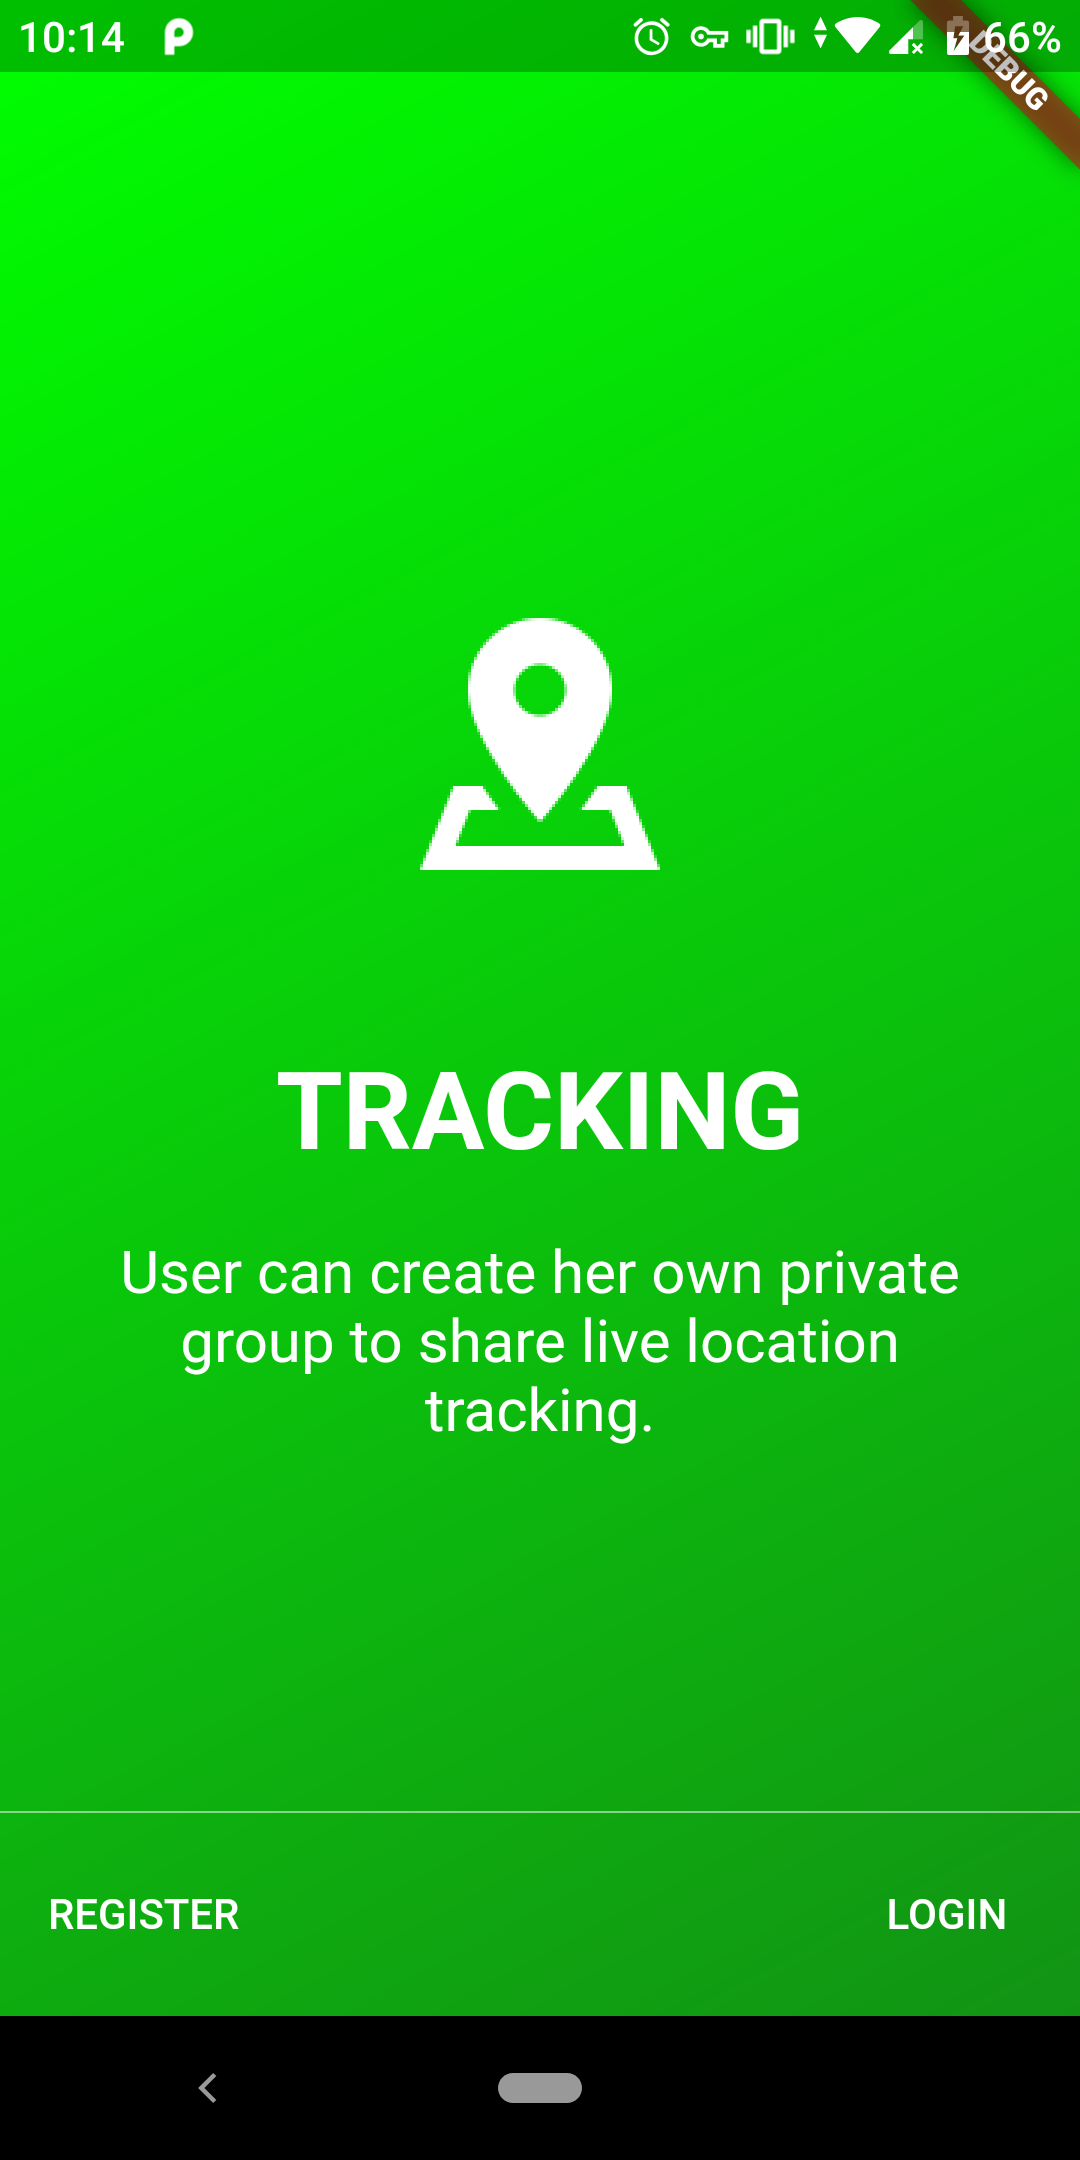 10:14
66%
DEBUG
TRACKING
User can create her own private
group to share live location
tracking.
REGISTER
LOGIN